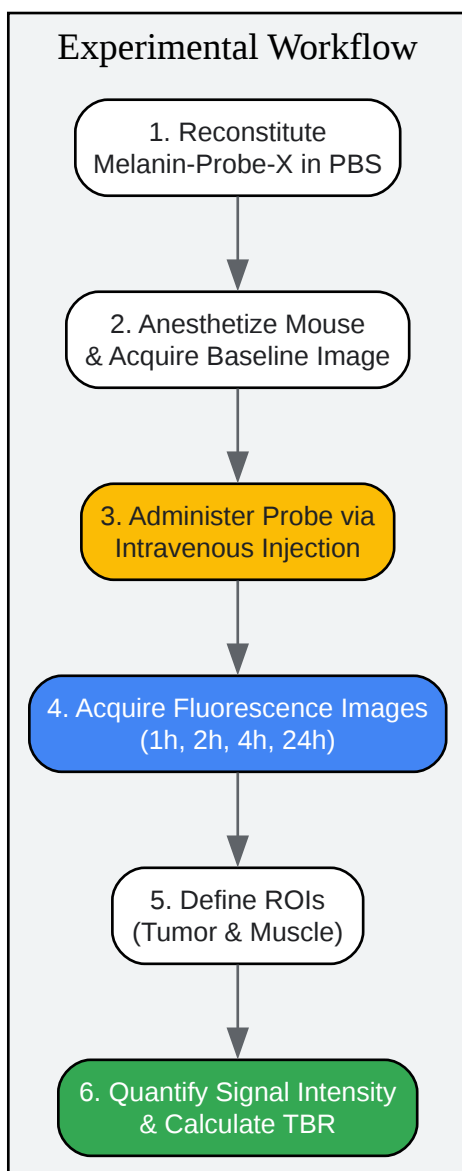 Experimental Workflow
1. Reconstitute
Melanin-Probe-X in PBS
2. Anesthetize Mouse
& Acquire Baseline Image
3. Administer Probe via
Intravenous Injection
4. Acquire Fluorescence Images
(1h, 2h, 4h, 24h)
5. Define ROIs
(Tumor & Muscle)
6. Quantify Signal Intensity
& Calculate TBR